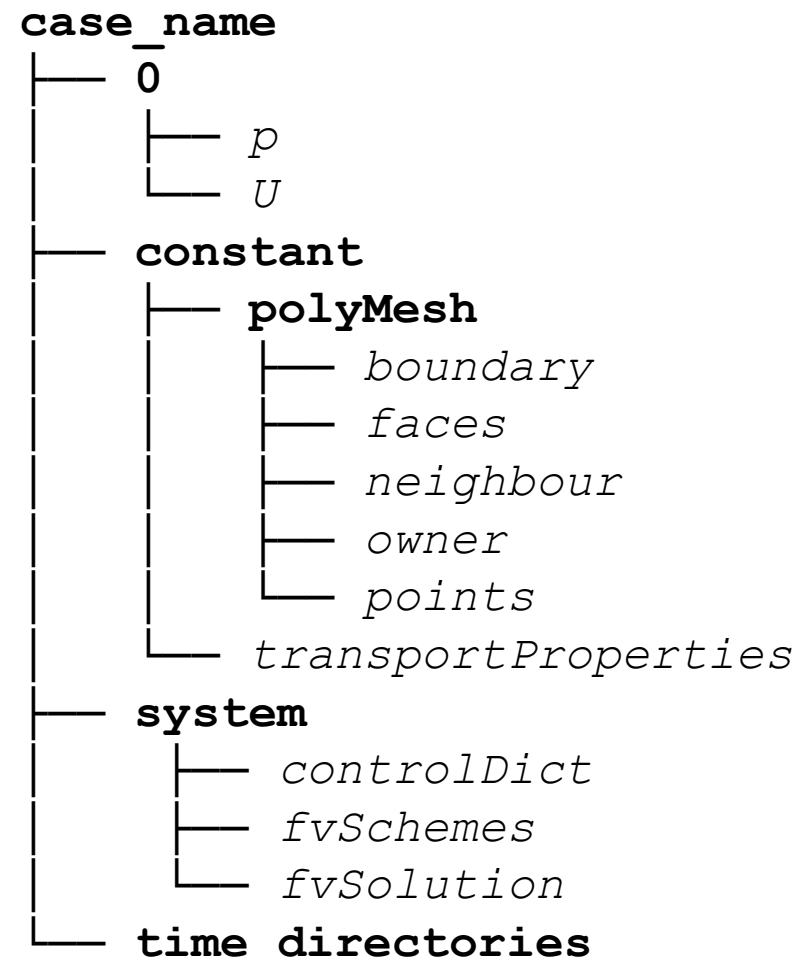 case_name
0
p
U
constant
polyMesh
boundary
faces
neighbour
owner
points
transportProperties
system
controlDict
fvSchemes
fvSolution
time directories